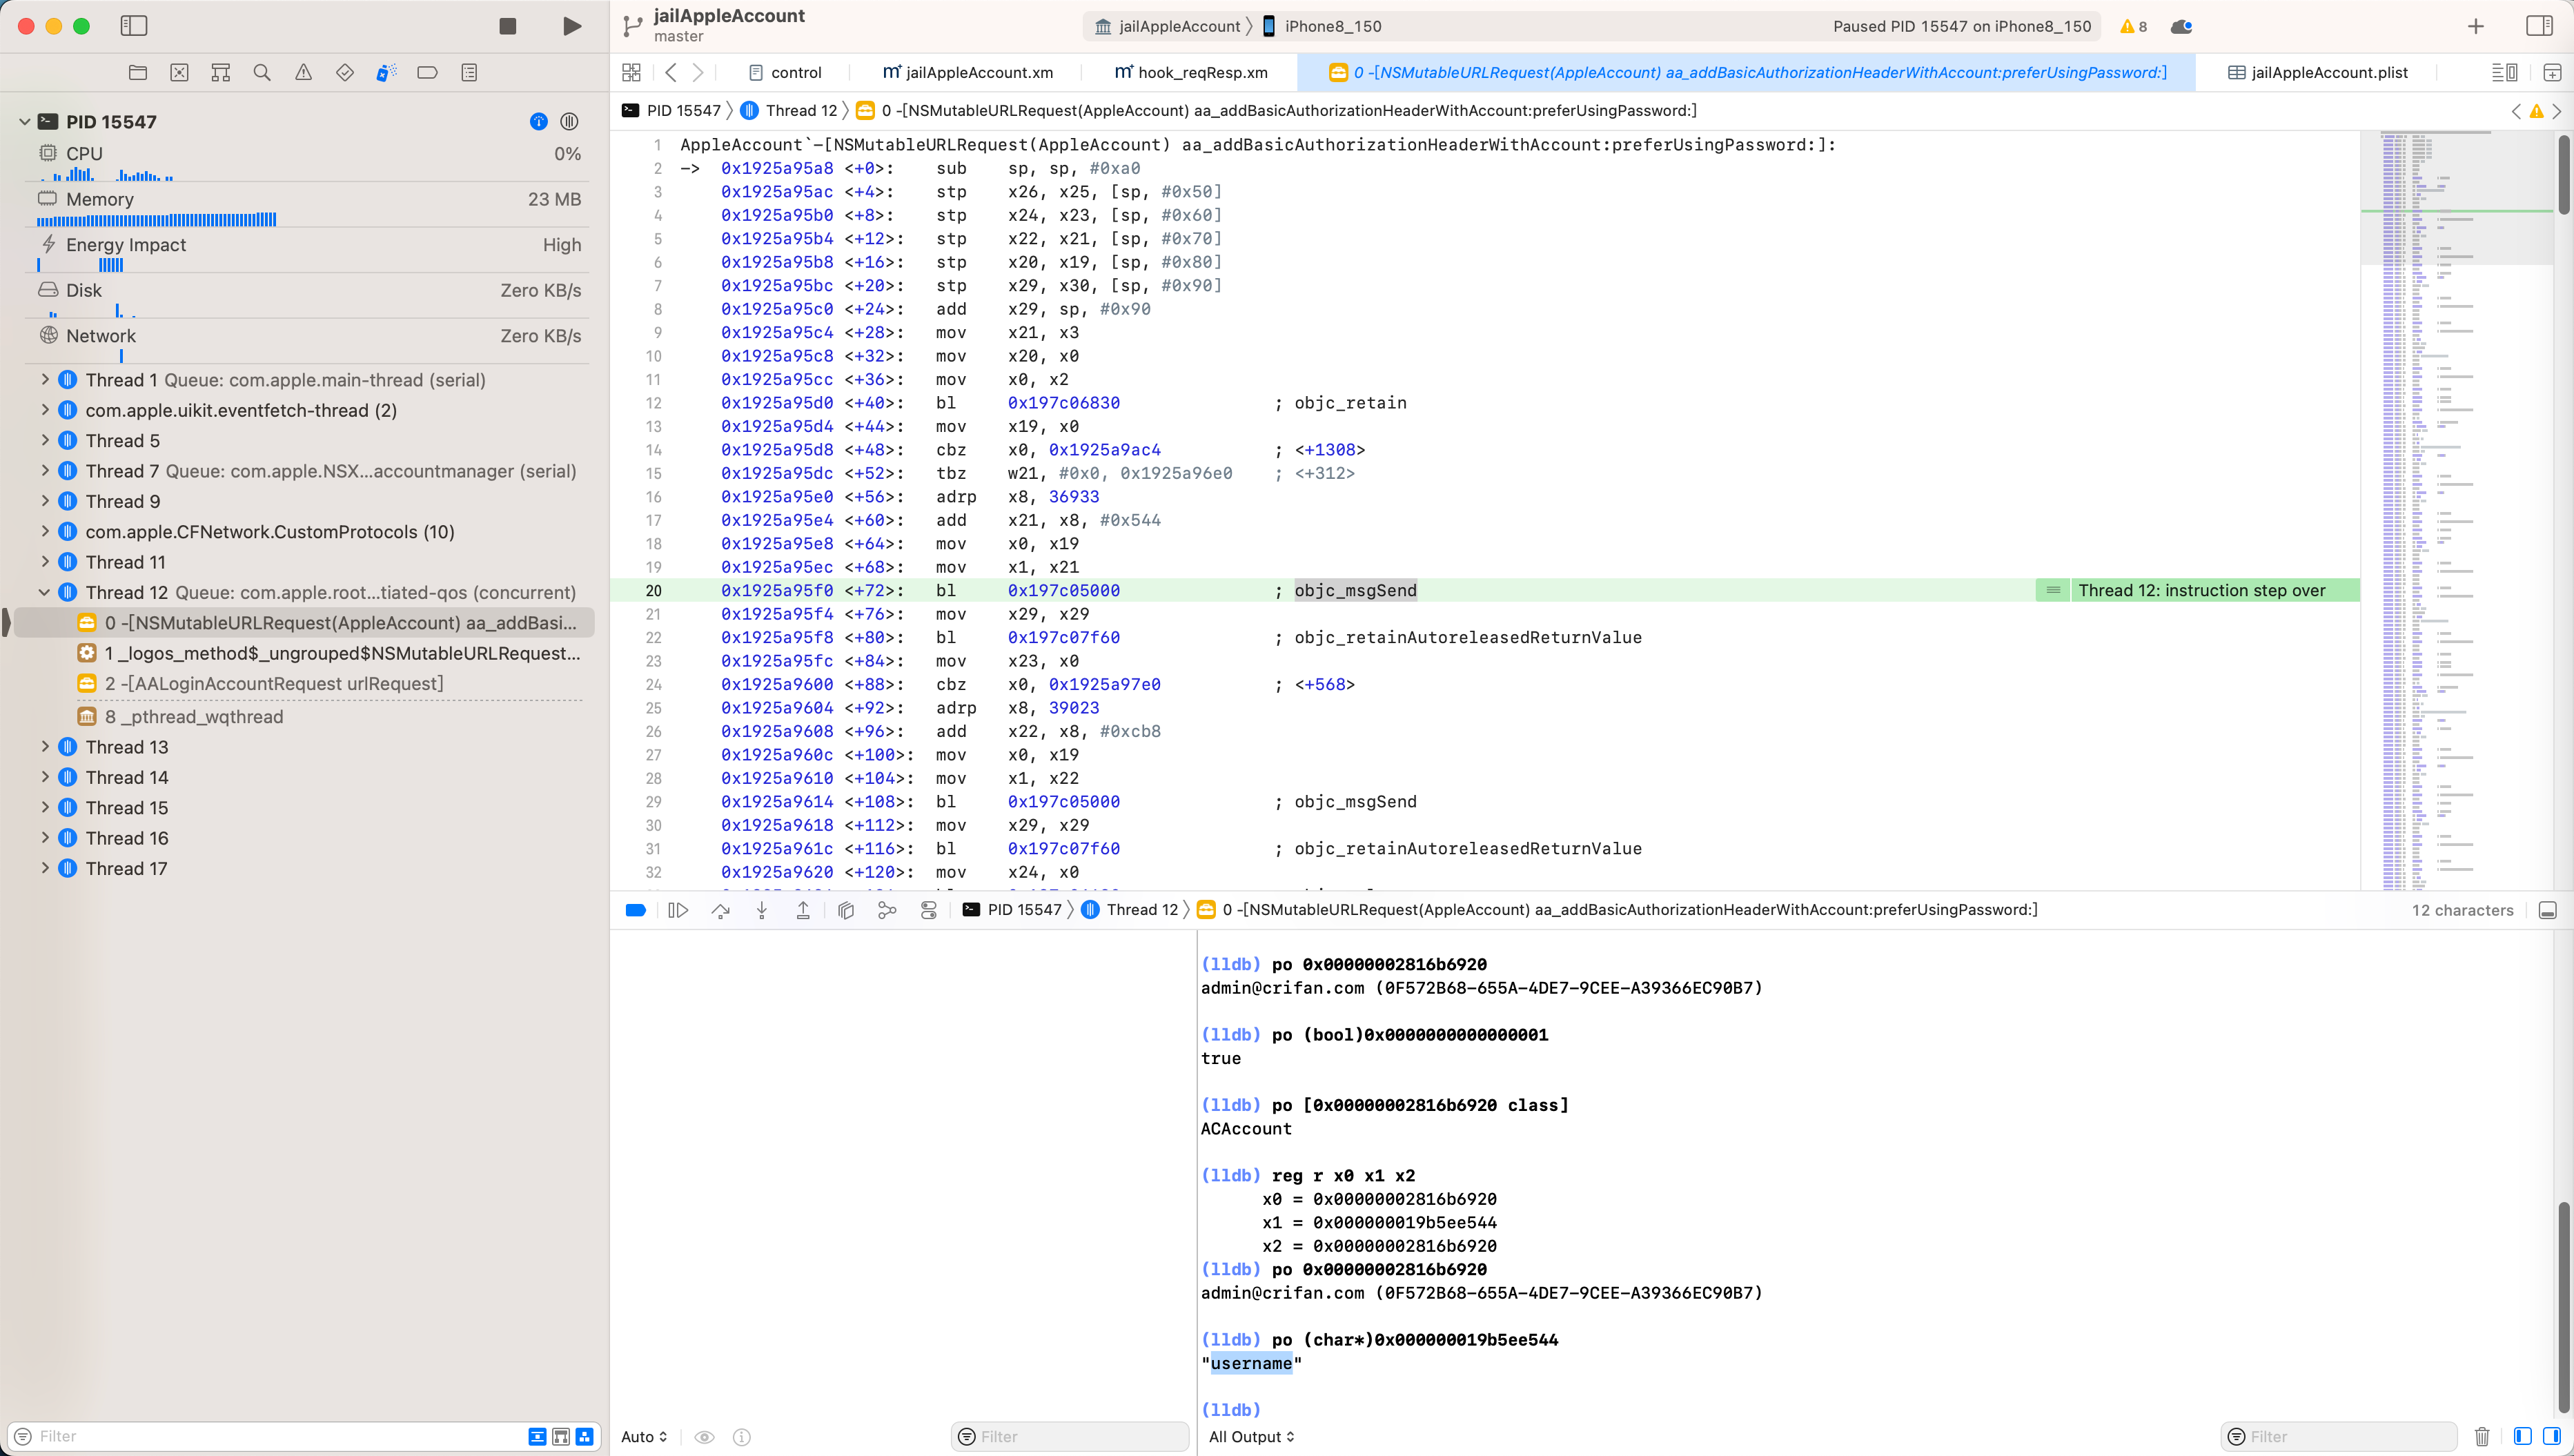 jailAppleAccount
master
jailAppleAccount
iPhone8_150
Paused PID 15547 on iPhone8_150
8
control
jailAppleAccount.xm
hook_reqResp.xm
0 -[NSMutableURLRequest(AppleAccount) aa_addBasicAuthorizationHeaderWithAccount:preferUsingPassword:]
jailAppleAccount.plist
PID 15547
Thread 12
0 -[NSMutableURLRequest(AppleAccount) aa_addBasicAuthorizationHeaderWithAccount:preferUsingPassword:]
PID 15547
CPU 0%
Memory 23 MB
Energy Impact High
Disk Zero KB/s
Network Zero KB/s
Thread 1 Queue: com.apple.main-thread (serial)
com.apple.uikit.eventfetch-thread (2)
Thread 5
Thread 7 Queue: com.apple.NSX...accountmanager (serial)
Thread 9
com.apple.CFNetwork.CustomProtocols (10)
Thread 11
Thread 12 Queue: com.apple.root...tiated-qos (concurrent)
0 -[NSMutableURLRequest(AppleAccount) aa_addBasi...
1 _logos_method$_ungrouped$NSMutableURLRequest...
2 -[AALoginAccountRequest urlRequest]
8 _pthread_wqthread
Thread 13
Thread 14
Thread 15
Thread 16
Thread 17
Filter
1 AppleAccount`-[NSMutableURLRequest(AppleAccount) aa_addBasicAuthorizationHeaderWithAccount:preferUsingPassword:]:
2 -> 0x1925a95a8 <+0>: sub sp, sp, #0xa0
3 0x1925a95ac <+4>: stp x26, x25, [sp, #0x50]
4 0x1925a95b0 <+8>: stp x24, x23, [sp, #0x60]
5 0x1925a95b4 <+12>: stp x22, x21, [sp, #0x70]
6 0x1925a95b8 <+16>: stp x20, x19, [sp, #0x80]
7 0x1925a95bc <+20>: stp x29, x30, [sp, #0x90]
8 0x1925a95c0 <+24>: add x29, sp, #0x90
9 0x1925a95c4 <+28>: mov x21, x3
10 0x1925a95c8 <+32>: mov x20, x0
11 0x1925a95cc <+36>: mov x0, x2
12 0x1925a95d0 <+40>: bl 0x197c06830 ; objc_retain
13 0x1925a95d4 <+44>: mov x19, x0
14 0x1925a95d8 <+48>: cbz x0, 0x1925a9ac4 ; <+1308>
15 0x1925a95dc <+52>: tbz w21, #0x0, 0x1925a96e0 ; <+312>
16 0x1925a95e0 <+56>: adrp x8, 36933
17 0x1925a95e4 <+60>: add x21, x8, #0x544
18 0x1925a95e8 <+64>: mov x0, x19
19 0x1925a95ec <+68>: mov x1, x21
20 0x1925a95f0 <+72>: bl 0x197c05000 ; objc_msgSend Thread 12: instruction step over
21 0x1925a95f4 <+76>: mov x29, x29
22 0x1925a95f8 <+80>: bl 0x197c07f60 ; objc_retainAutoreleasedReturnValue
23 0x1925a95fc <+84>: mov x23, x0
24 0x1925a9600 <+88>: cbz x0, 0x1925a97e0 ; <+568>
25 0x1925a9604 <+92>: adrp x8, 39023
26 0x1925a9608 <+96>: add x22, x8, #0xcb8
27 0x1925a960c <+100>: mov x0, x19
28 0x1925a9610 <+104>: mov x1, x22
29 0x1925a9614 <+108>: bl 0x197c05000 ; objc_msgSend
30 0x1925a9618 <+112>: mov x29, x29
31 0x1925a961c <+116>: bl 0x197c07f60 ; objc_retainAutoreleasedReturnValue
32 0x1925a9620 <+120>: mov x24, x0
PID 15547
Thread 12
0 -[NSMutableURLRequest(AppleAccount) aa_addBasicAuthorizationHeaderWithAccount:preferUsingPassword:]
12 characters
(lldb) po 0x00000002816b6920
admin@crifan.com (0F572B68-655A-4DE7-9CEE-A39366EC90B7)
(lldb) po (bool)0x0000000000000001
true
(lldb) po [0x00000002816b6920 class]
ACAccount
(lldb) reg r x0 x1 x2
x0 = 0x00000002816b6920
x1 = 0x000000019b5ee544
x2 = 0x00000002816b6920
(lldb) po 0x00000002816b6920
admin@crifan.com (0F572B68-655A-4DE7-9CEE-A39366EC90B7)
(lldb) po (char*)0x000000019b5ee544
"username"
(lldb)
Auto
Filter
All Output
Filter